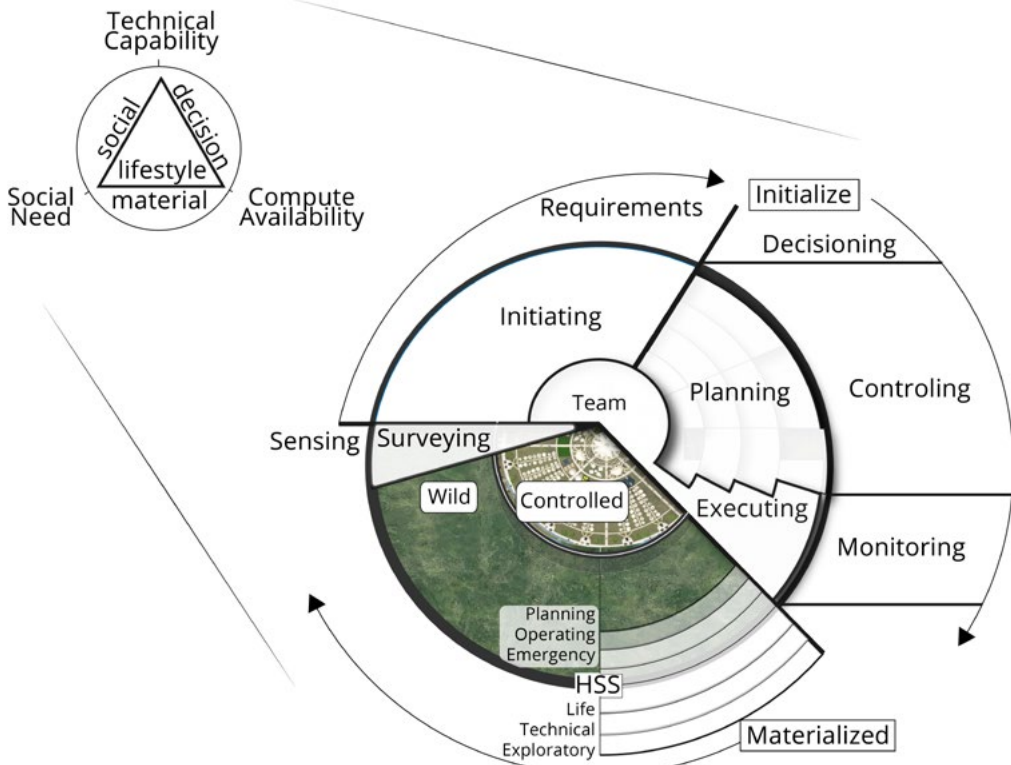 Technical
Capability
social
decision
lifestyle
material
Social
Need
Compute
Availability
Requirements
Initialize
Decisioning
Initiating
Planning
Controling
Team
Sensing
Surveying
Wild
Controlled
Executing
Monitoring
Planning
Operating
Emergency
HSS
Life
Technical
Exploratory
Materialized